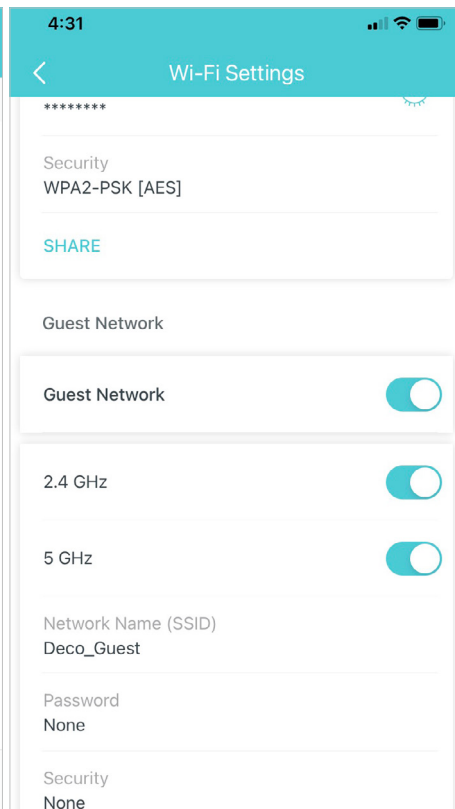 4:31
Wi-Fi Settings
********
Security
WPA2-PSK [AES]
SHARE
Guest Network
Guest Network
2.4 GHz
5 GHz
Network Name (SSID)
Deco_Guest
Password
None
Security
None